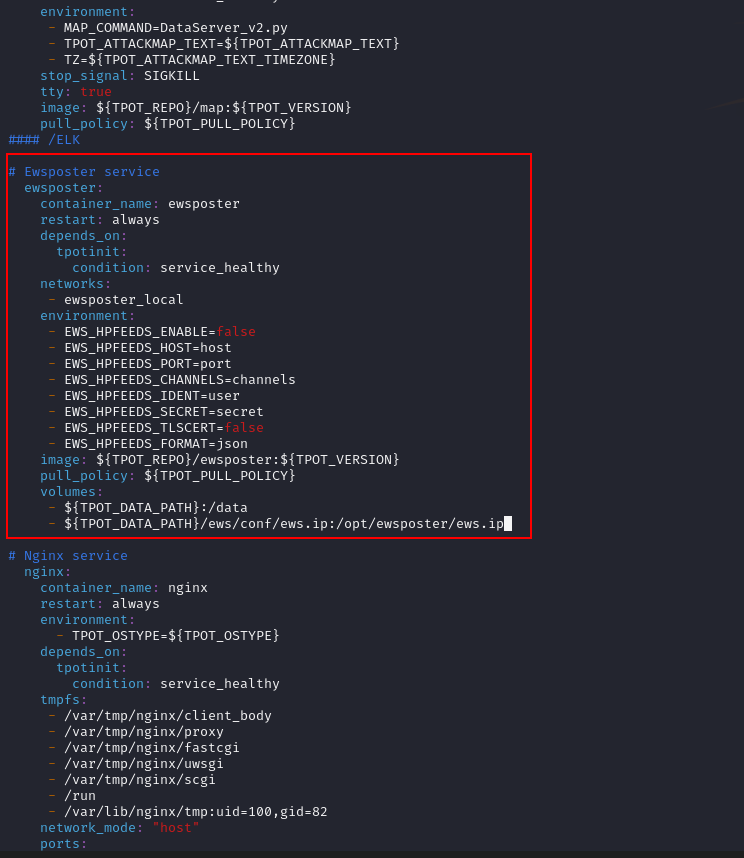 environment:
     - MAP_COMMAND=DataServer_v2.py
     - TPOT_ATTACKMAP_TEXT=${TPOT_ATTACKMAP_TEXT}
     - TZ=${TPOT_ATTACKMAP_TEXT_TIMEZONE}
    stop_signal: SIGKILL
    tty: true
    image: ${TPOT_REPO}/map:${TPOT_VERSION}
    pull_policy: ${TPOT_PULL_POLICY}
#### /ELK

# Ewsposter service
  ewsposter:
    container_name: ewsposter
    restart: always
    depends_on:
      tpotinit:
        condition: service_healthy
    networks:
     - ewsposter_local
    environment:
     - EWS_HPFEEDS_ENABLE=false
     - EWS_HPFEEDS_HOST=host
     - EWS_HPFEEDS_PORT=port
     - EWS_HPFEEDS_CHANNELS=channels
     - EWS_HPFEEDS_IDENT=user
     - EWS_HPFEEDS_SECRET=secret
     - EWS_HPFEEDS_TLSCERT=false
     - EWS_HPFEEDS_FORMAT=json
    image: ${TPOT_REPO}/ewsposter:${TPOT_VERSION}
    pull_policy: ${TPOT_PULL_POLICY}
    volumes:
     - ${TPOT_DATA_PATH}:/data
     - ${TPOT_DATA_PATH}/ews/conf/ews.ip:/opt/ewsposter/ews.ip

# Nginx service
  nginx:
    container_name: nginx
    restart: always
    environment:
      - TPOT_OSTYPE=${TPOT_OSTYPE}
    depends_on:
      tpotinit:
        condition: service_healthy
    tmpfs:
     - /var/tmp/nginx/client_body
     - /var/tmp/nginx/proxy
     - /var/tmp/nginx/fastcgi
     - /var/tmp/nginx/uwsgi
     - /var/tmp/nginx/scgi
     - /run
     - /var/lib/nginx/tmp:uid=100,gid=82
    network_mode: "host"
    ports: